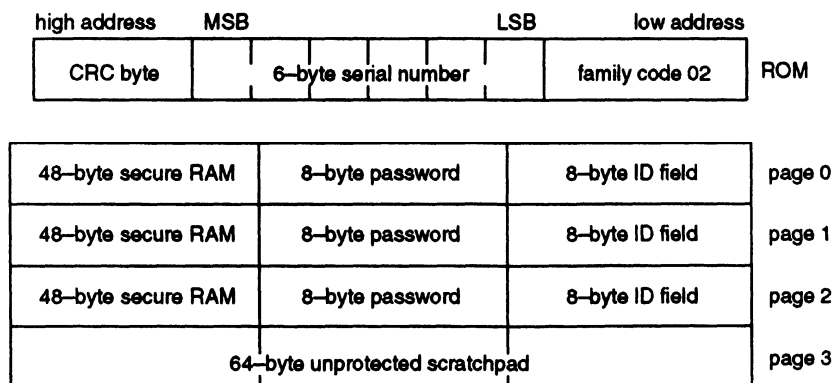 high address MSB LSB low address
CRC byte 6–byte serial number family code 02 ROM
48–byte secure RAM 8–byte password 8–byte ID field page 0
48–byte secure RAM 8–byte password 8–byte ID field page 1
48–byte secure RAM 8–byte password 8–byte ID field page 2
64–byte unprotected scratchpad page 3